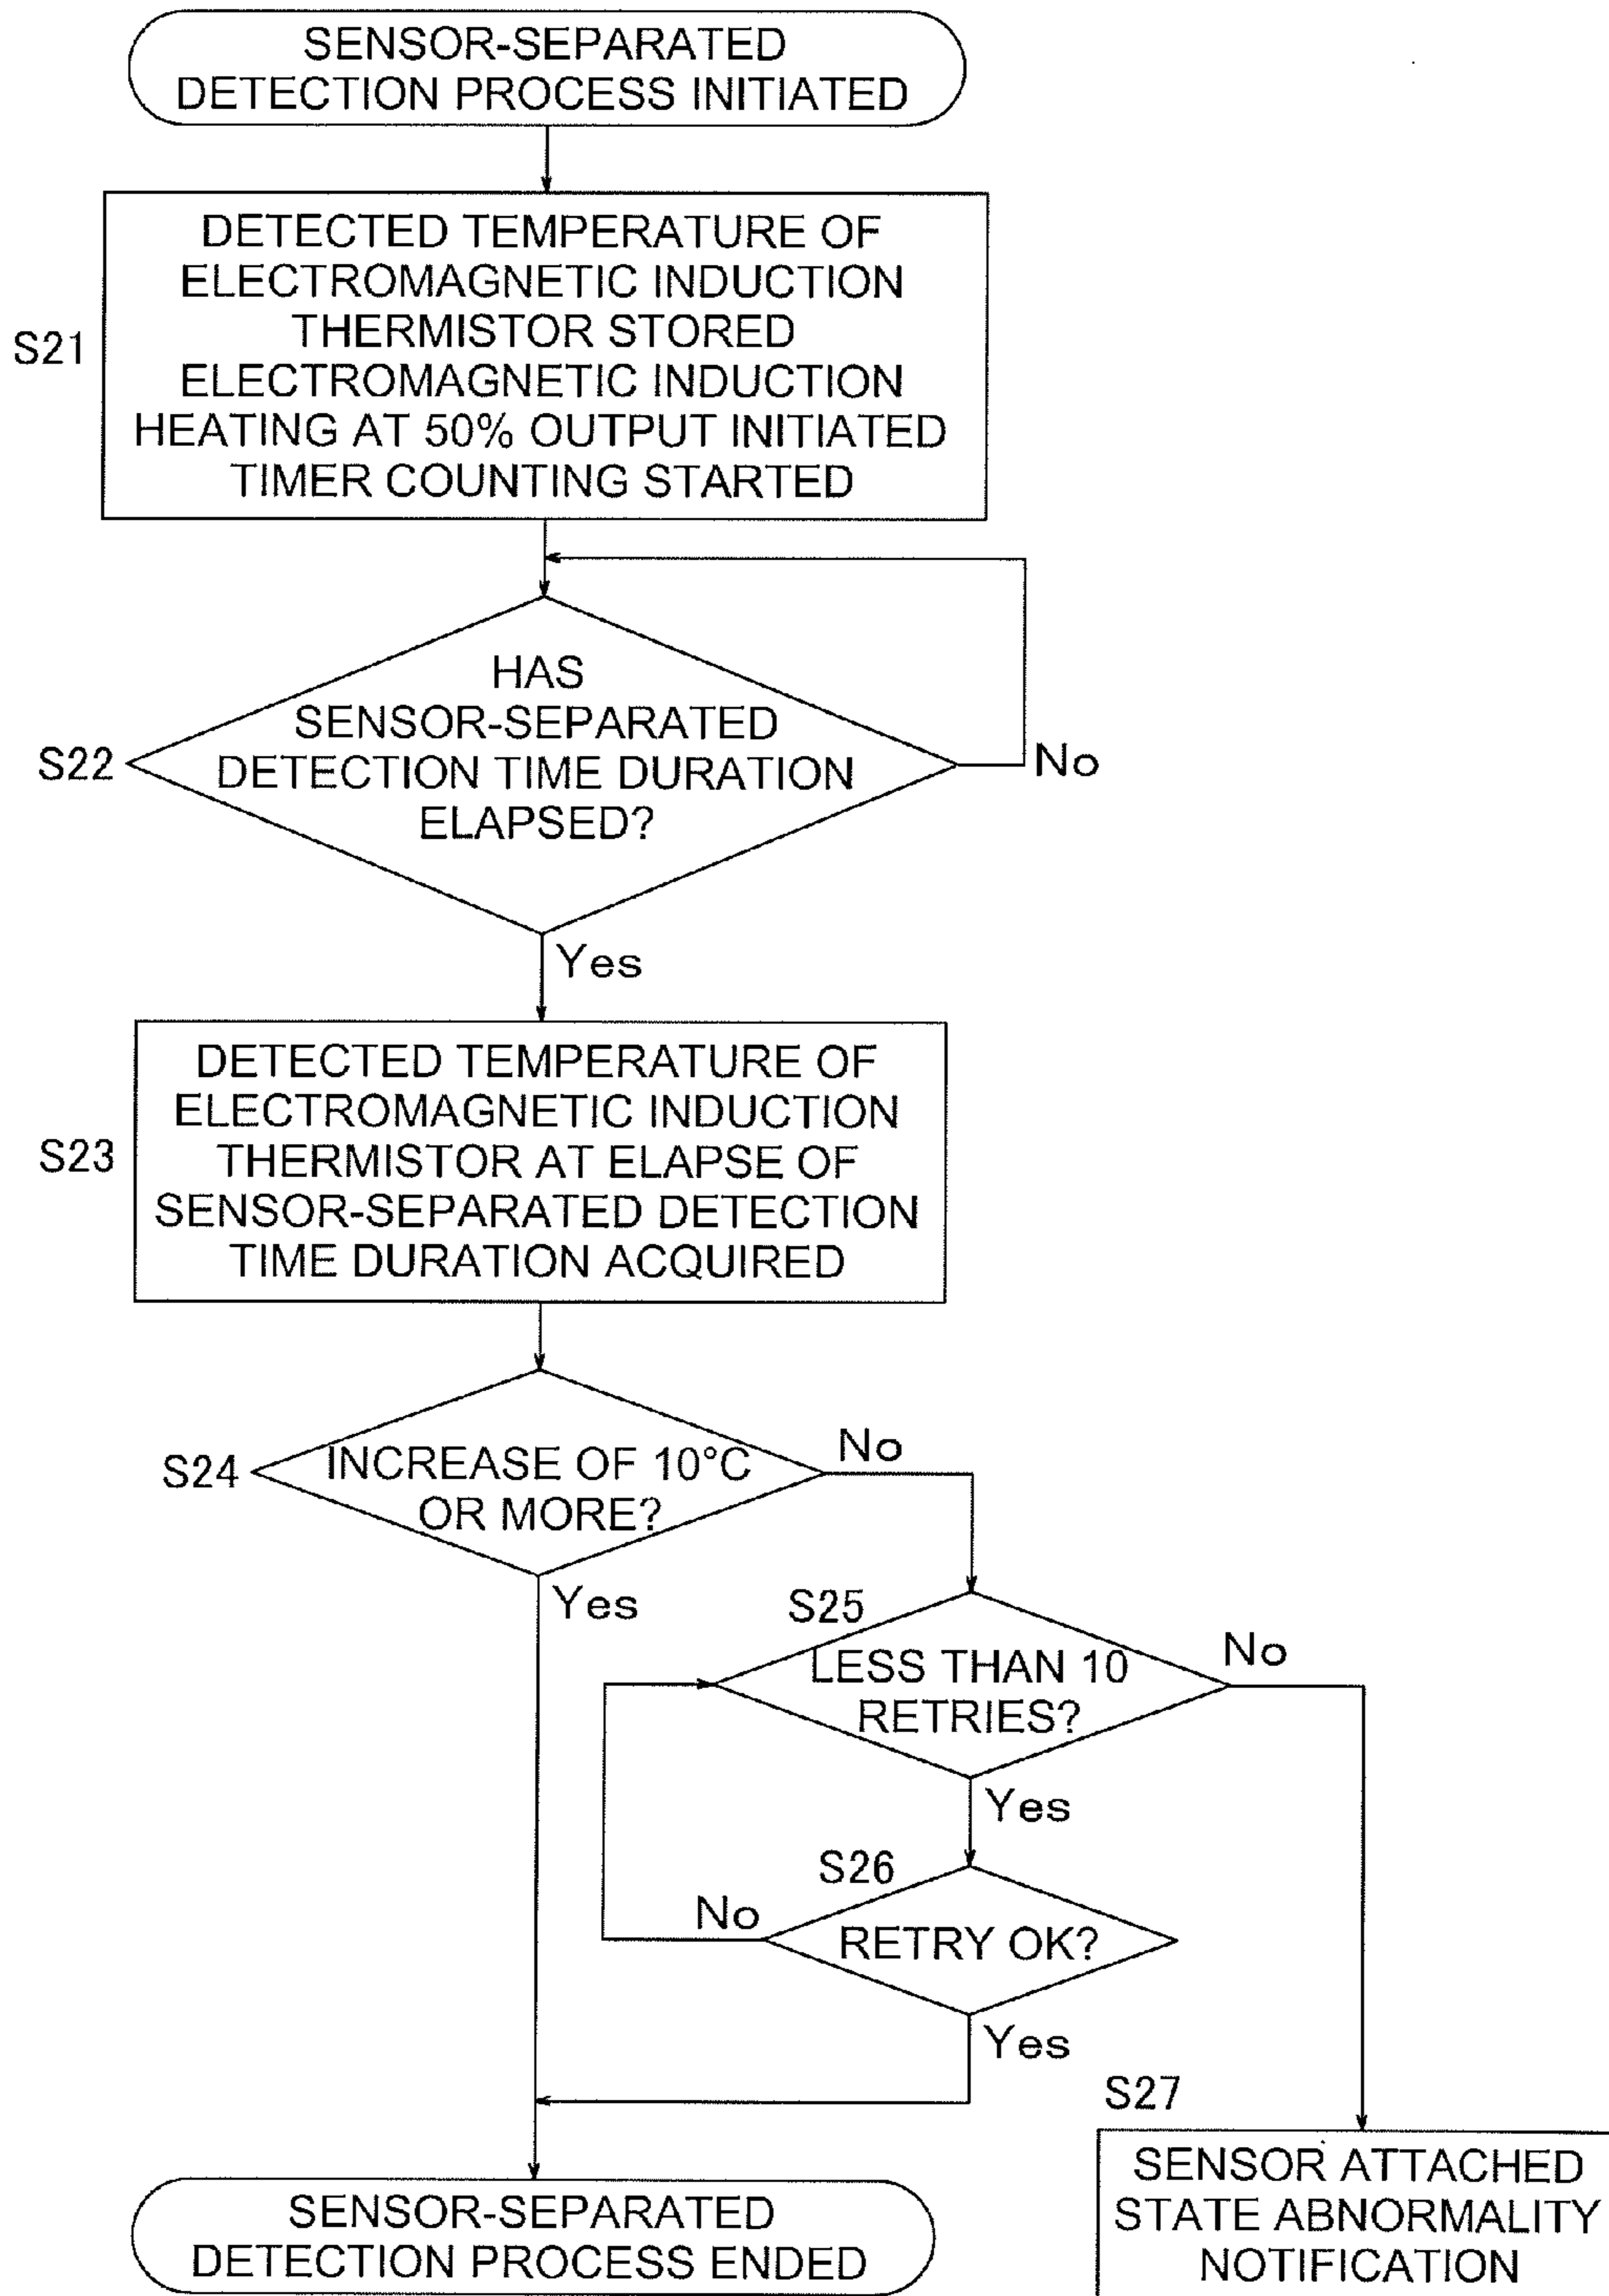 SENSOR-SEPARATED
DETECTION PROCESS INITIATED
S21
DETECTED TEMPERATURE OF
ELECTROMAGNETIC INDUCTION
THERMISTOR STORED
ELECTROMAGNETIC INDUCTION
HEATING AT 50% OUTPUT INITIATED
TIMER COUNTING STARTED
S22
HAS
SENSOR-SEPARATED
DETECTION TIME DURATION
ELAPSED?
No
Yes
S23
DETECTED TEMPERATURE OF
ELECTROMAGNETIC INDUCTION
THERMISTOR AT ELAPSE OF
SENSOR-SEPARATED DETECTION
TIME DURATION ACQUIRED
S24
INCREASE OF 10°C
OR MORE?
No
Yes
S25
LESS THAN 10
RETRIES?
No
Yes
S26
RETRY OK?
No
Yes
S27
SENSOR ATTACHED
STATE ABNORMALITY
NOTIFICATION
SENSOR-SEPARATED
DETECTION PROCESS ENDED